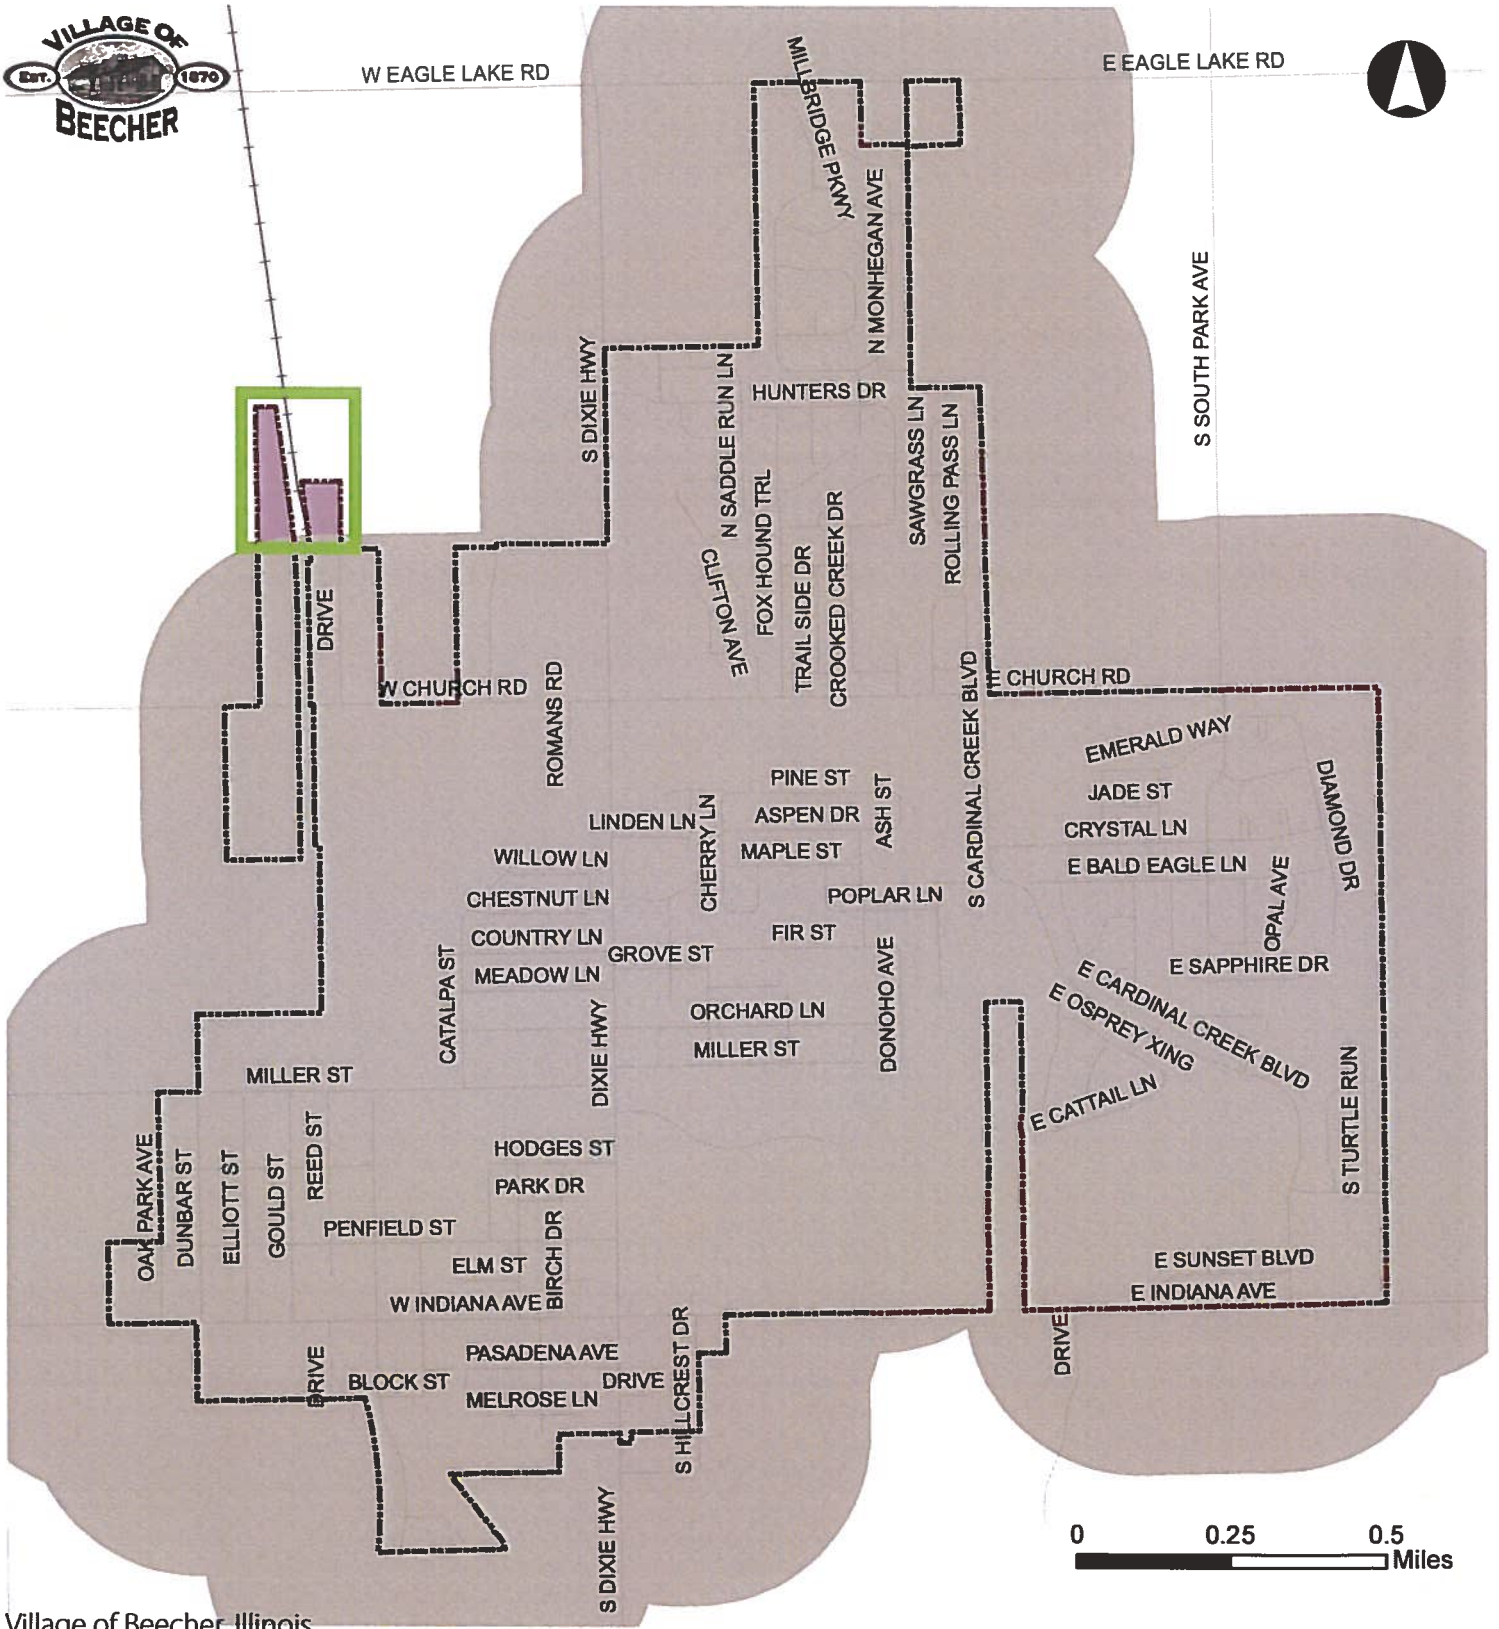 VILLAGE OF
EST.
1870
BEECHER
W EAGLE LAKE RD
E EAGLE LAKE RD
MILLBRIDGE PKWY
N MONHEGAN AVE
S SOUTH PARK AVE
S DIXIE HWY
N SADDLE RUN LN
HUNTERS DR
SAWGRASS LN
ROLLING PASS LN
FOX HOUND TRL
CLIFTON AVE
TRAIL SIDE DR
CROOKED CREEK DR
DRIVE
W CHURCH RD
ROMANS RD
S CARDINAL CREEK BLVD
E CHURCH RD
EMERALD WAY
PINE ST
JADE ST
DIAMOND DR
LINDEN LN
CHERRY LN
ASPEN DR
ASH ST
CRYSTAL LN
WILLOW LN
MAPLE ST
E BALD EAGLE LN
CHESTNUT LN
POPLAR LN
OPAL AVE
COUNTRY LN
GROVE ST
FIR ST
CATALPA ST
MEADOW LN
DONOHO AVE
E SAPPHIRE DR
E CARDINAL CREEK BLVD
E OSPREY XING
DIXIE HWY
ORCHARD LN
MILLER ST
MILLER ST
E CATTAIL LN
S TURTLE RUN
OAK PARK AVE
DUNBAR ST
ELLIOTT ST
GOULD ST
REED ST
HODGES ST
PARK DR
PENFIELD ST
BIRCH DR
ELM ST
W INDIANA AVE
E SUNSET BLVD
E INDIANA AVE
DRIVE
PASADENA AVE
DRIVE
BLOCK ST
DRIVE
MELROSE LN
S HILLCREST DR
S DIXIE HWY
0 0.25 0.5
Miles
Village of Beecher, Illinois